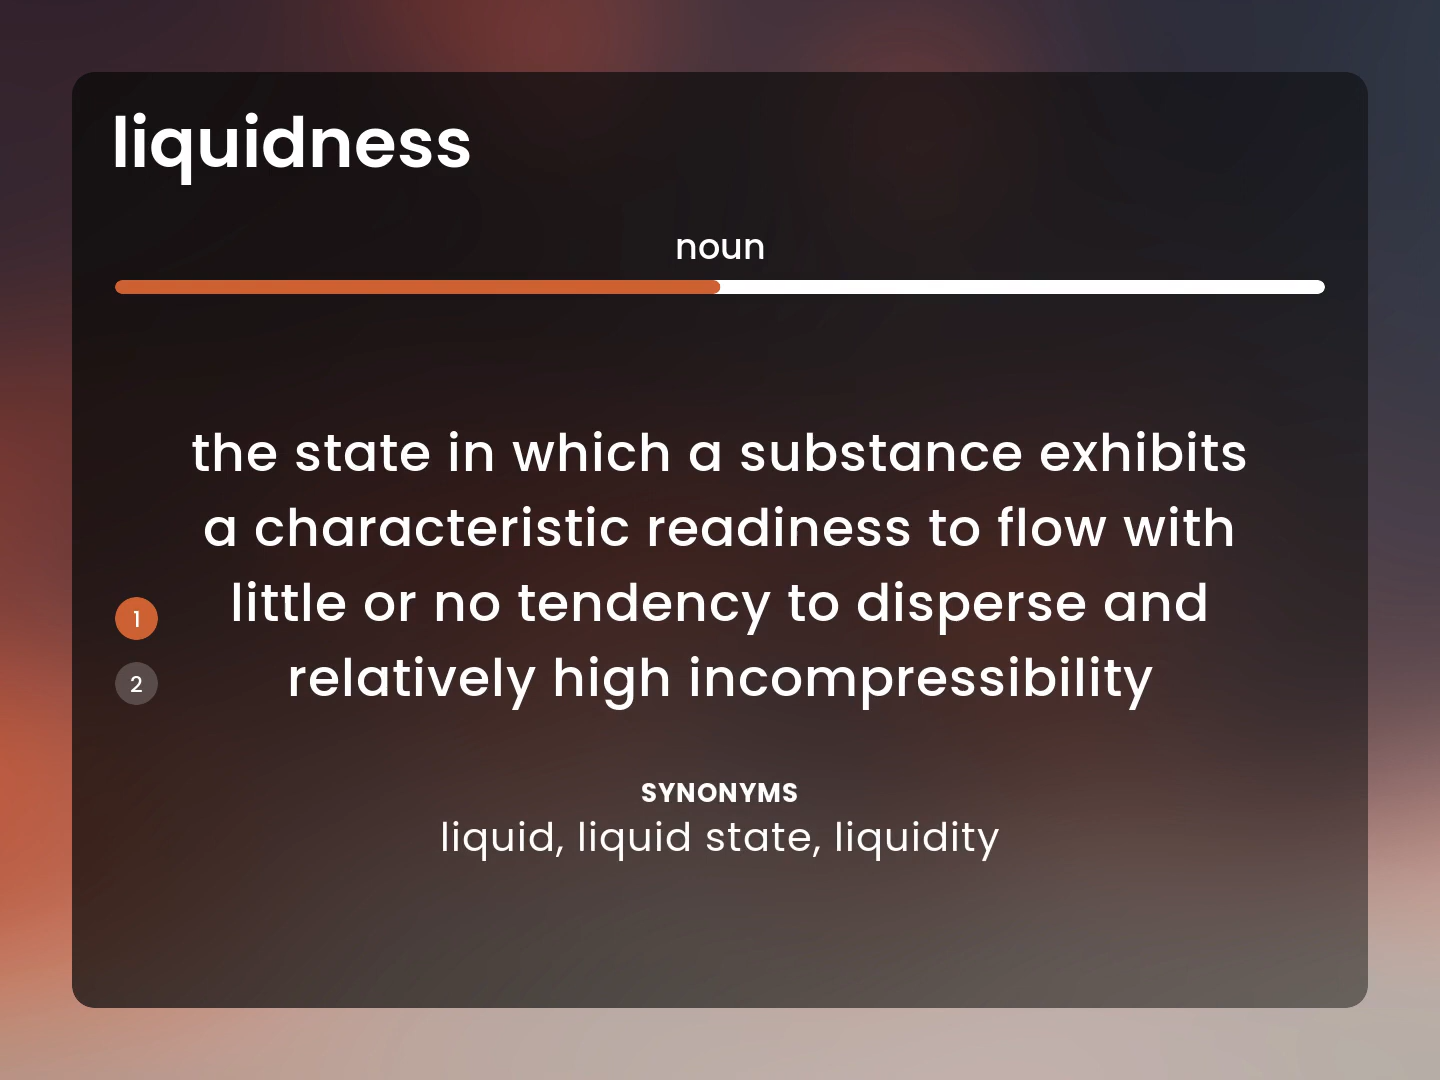 liquidness
noun
the state in which a substance exhibits
a characteristic readiness to flow with
little or no tendency to disperse and
relatively high incompressibility
1
2
SYNONYMS
liquid, liquid state, liquidity